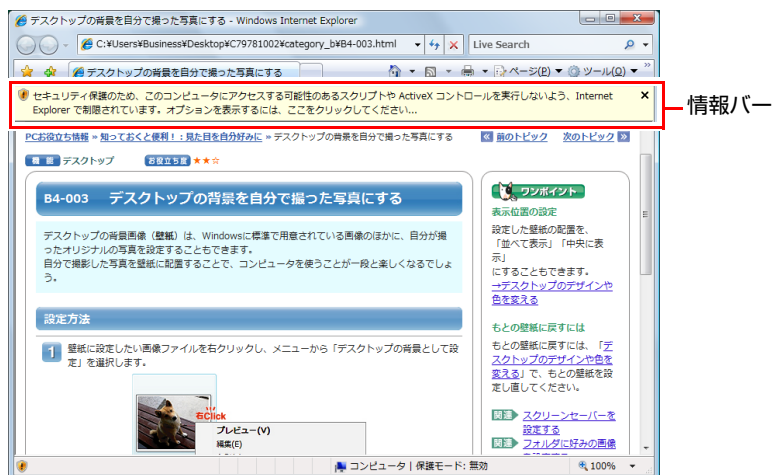 デスクトップの背景を自分で撮った写真にする - Windows Internet Explorer
C:¥Users¥Business¥Desktop¥C79781002¥category_b¥B4-003.html
Live Search
デスクトップの背景を自分で撮った写真にする
ページ(P)
ツール(O)
セキュリティ保護のため、このコンピュータにアクセスする可能性のあるスクリプトや ActiveX コントロールを実行しないよう、Internet
Explorer で制限されています。オプションを表示するには、ここをクリックしてください...
情報バー
PCお役立ち情報 » 知っておくと便利！：見た目を自分好みに » デスクトップの背景を自分で撮った写真にする
前のトピック 次のトピック
機 能 デスクトップ お役立ち度 ★★☆
B4-003 デスクトップの背景を自分で撮った写真にする
デスクトップの背景画像（壁紙）は、Windowsに標準で用意されている画像のほかに、自分が撮
ったオリジナルの写真を設定することもできます。
自分で撮影した写真を壁紙に配置することで、コンピュータを使うことが一段と楽しくなるでしょ
う。
設定方法
1 壁紙に設定したい画像ファイルを右クリックし、メニューから「デスクトップの背景として設
定」を選択します。
右Click
プレビュー(V)
編集(E)
ワンポイント
表示位置の設定
設定した壁紙の配置を、
「並べて表示」「中央に表
示」
にすることもできます。
→デスクトップのデザインや
色を変える
もとの壁紙に戻すには
もとの壁紙に戻すには、「デ
スクトップのデザインや色を
変える」で、もとの壁紙を設
定し直してください。
関連 スクリーンセーバーを
設定する
関連 フォルダに好みの画像
コンピュータ | 保護モード: 無効
100%